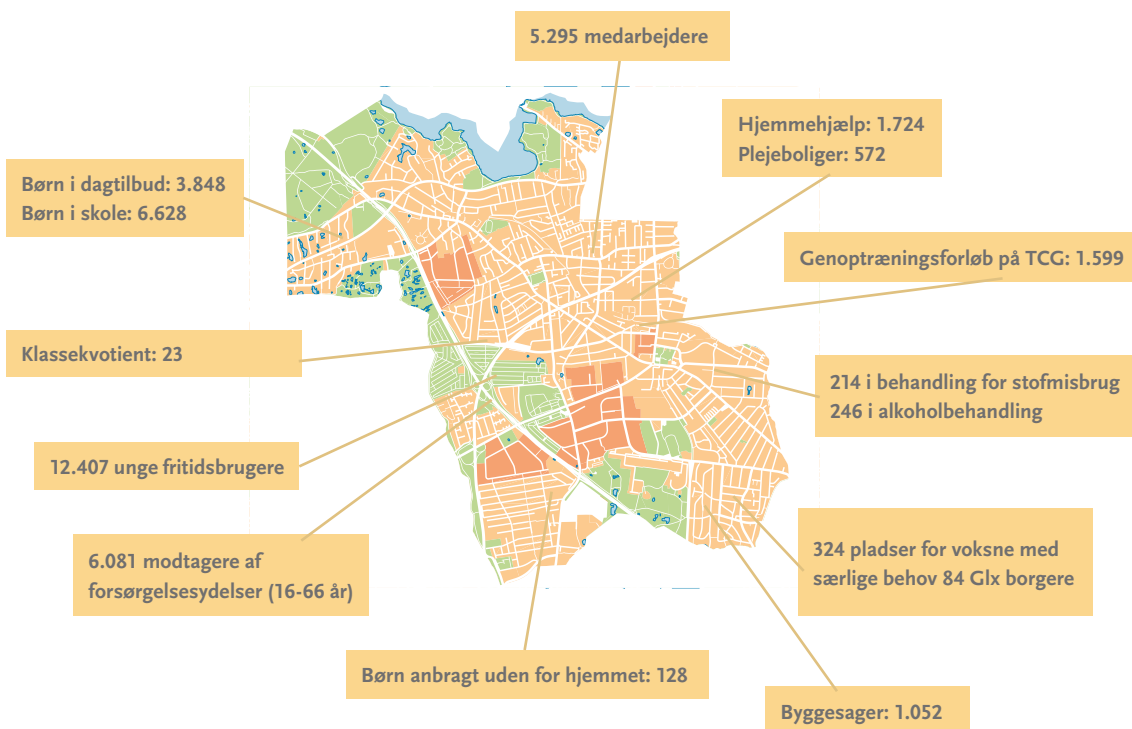 5.295 medarbejdere
Hjemmehjælp: 1.724
Plejeboliger: 572
Børn i dagtilbud: 3.848
Børn i skole: 6.628
Genoptræningsforløb på TCG: 1.599
Klassekvotient: 23
214 i behandling for stofmisbrug
246 i alkoholbehandling
12.407 unge fritidsbrugere
6.081 modtagere af
forsørgelsesydelser (16-66 år)
324 pladser for voksne med
særlige behov 84 Glx borgere
Børn anbragt uden for hjemmet: 128
Byggesager: 1.052